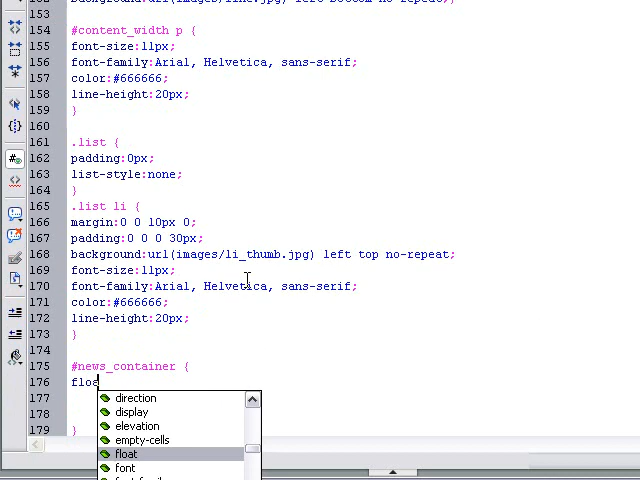 154 #content_width p {
155 font-size:11px;
156 font-family:Arial, Helvetica, sans-serif;
157 color:#666666;
158 line-height:20px;
159 }
160
161 .list {
162 padding:0px;
163 list-style:none;
164 }
165 .list li {
166 margin:0 0 10px 0;
167 padding:0 0 0 30px;
168 background:url(images/li_thumb.jpg) left top no-repeat;
169 font-size:11px;
170 font-family:Arial, Helvetica, sans-serif;
171 color:#666666;
172 line-height:20px;
173 }
174
175 #news_container {
176 floa
177
178
179 }
direction
display
elevation
empty-cells
float
font